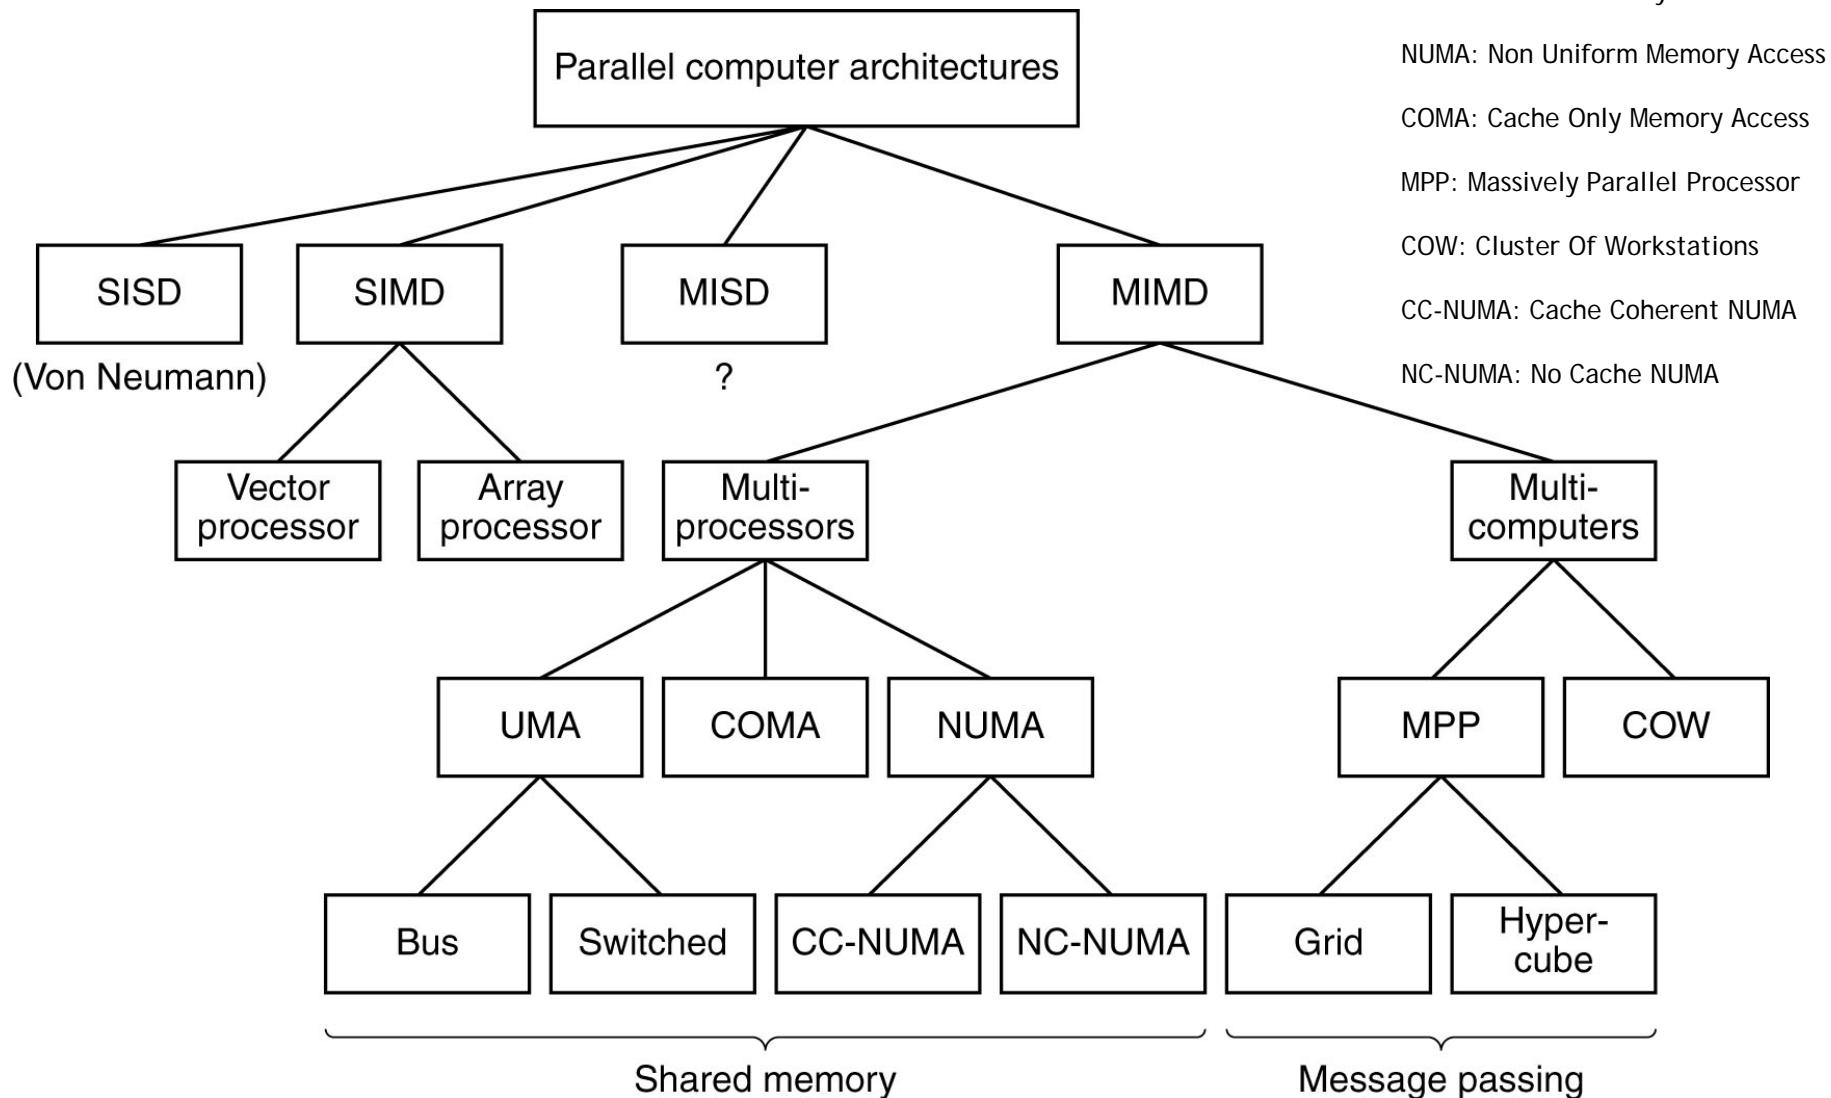 Parallel computer architectures
NUMA: Non Uniform Memory Access
COMA: Cache Only Memory Access
MPP: Massively Parallel Processor
COW: Cluster Of Workstations
CC-NUMA: Cache Coherent NUMA
NC-NUMA: No Cache NUMA
SISD
SIMD
MISD
MIMD
(Von Neumann)
?
Vector
processor
Array
processor
Multi-
processors
Multi-
computers
UMA
COMA
NUMA
MPP
COW
Bus
Switched
CC-NUMA
NC-NUMA
Grid
Hyper-
cube
Shared memory
Message passing